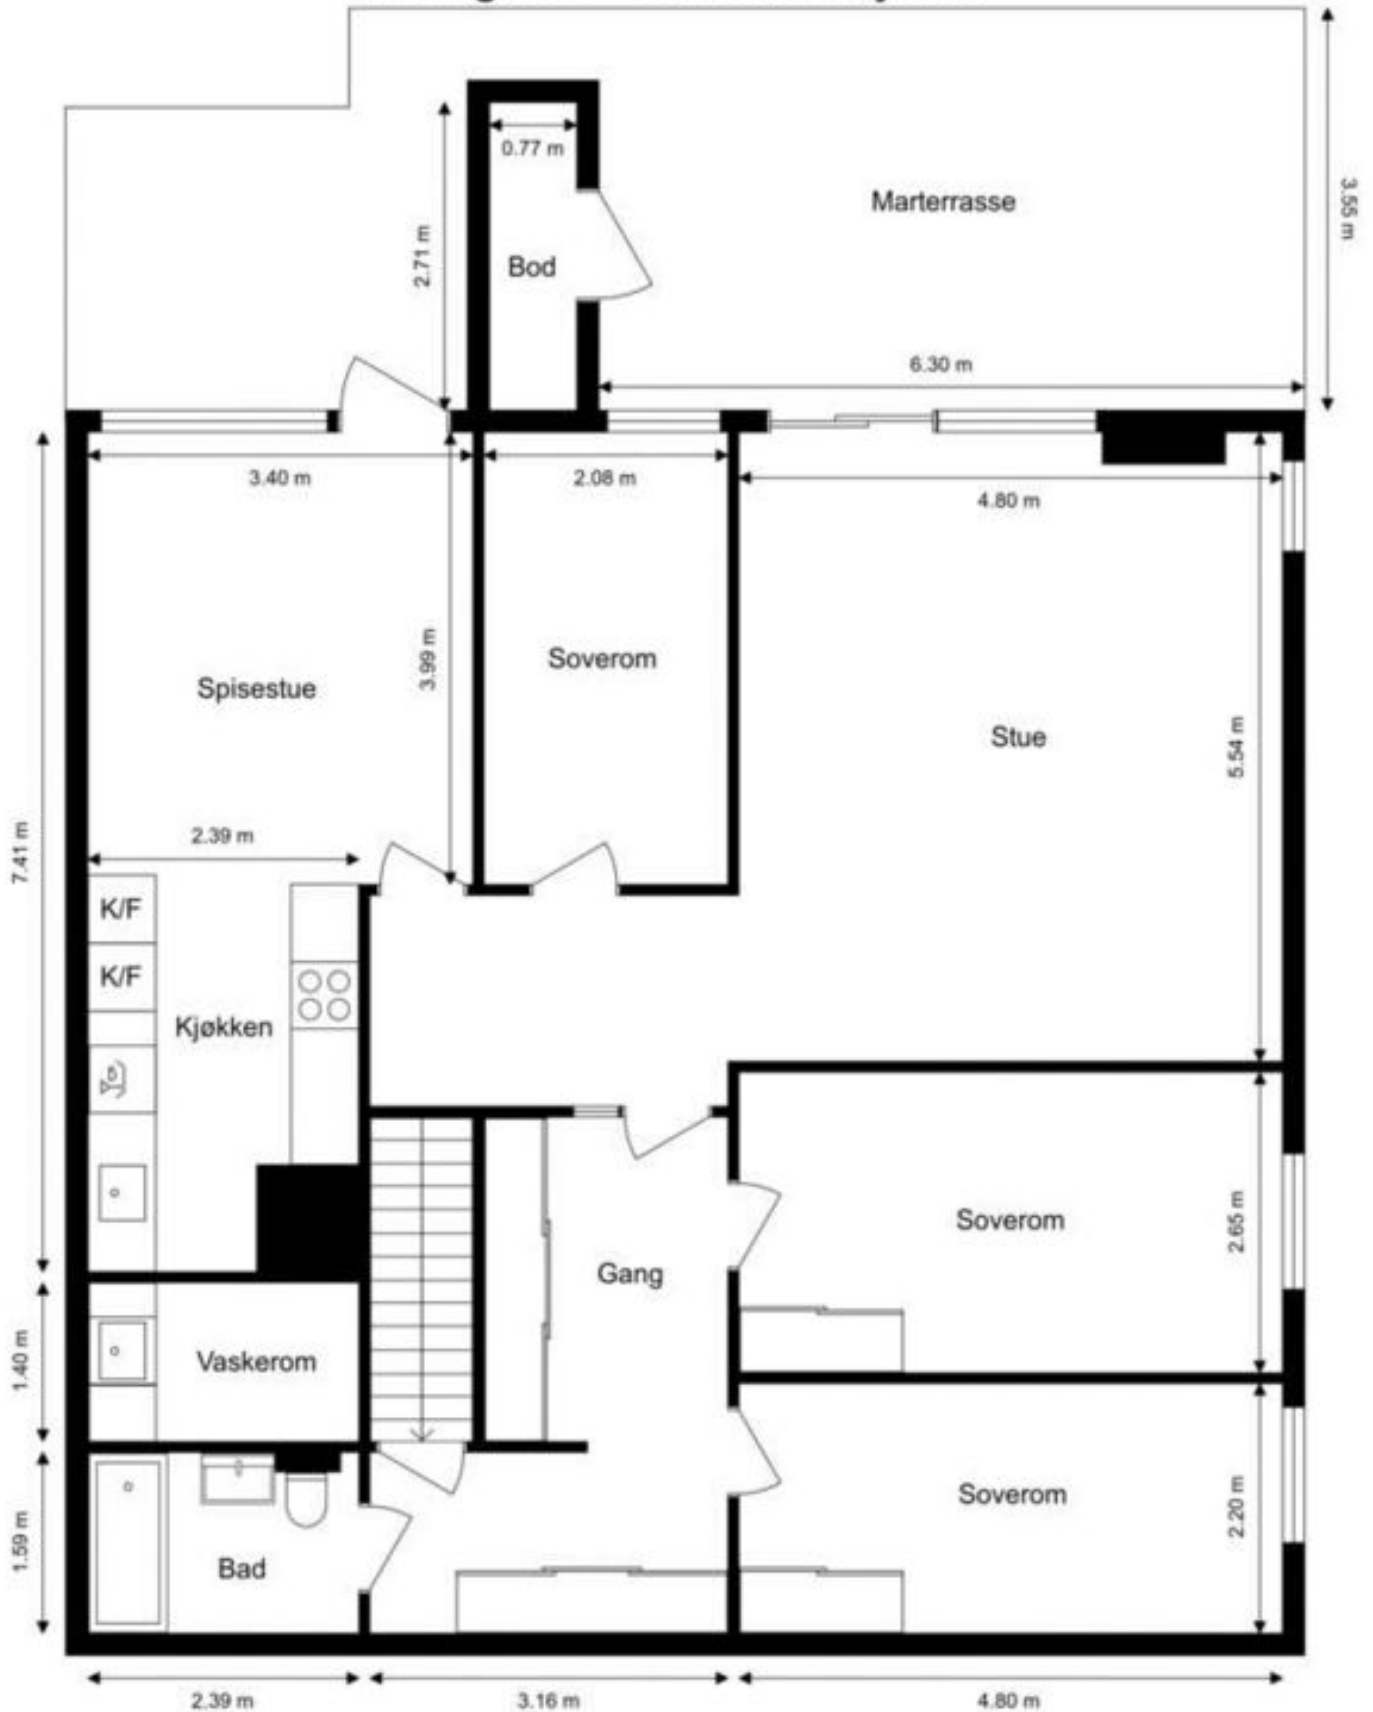 3.55 m
0.77 m
Marterrasse
2.71 m
Bod
6.30 m
3.40 m
2.08 m
4.80 m
3.99 m
Soverom
Spisestue
Stue
5.54 m
2.39 m
7.41 m
K/F
K/F
Kjøkken
Soverom
2.65 m
Gang
1.40 m
Vaskerom
Soverom
2.20 m
1.59 m
Bad
2.39 m
3.16 m
4.80 m